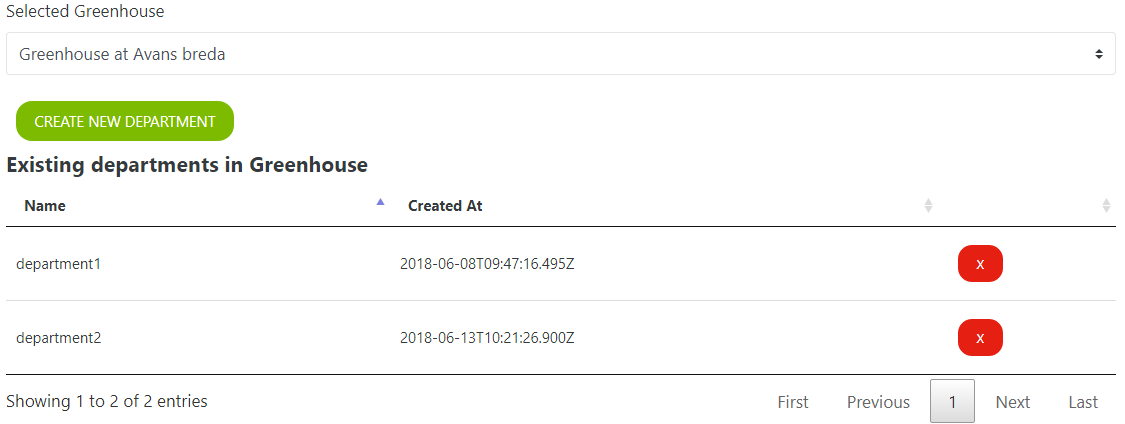 Selected Greenhouse
Greenhouse at Avans breda
CREATE NEW DEPARTMENT
Existing departments in Greenhouse
Name Created At
department1 2018-06-08T09:47:16.495Z x
department2 2018-06-13T10:21:26.900Z x
Showing 1 to 2 of 2 entries First Previous 1 Next Last